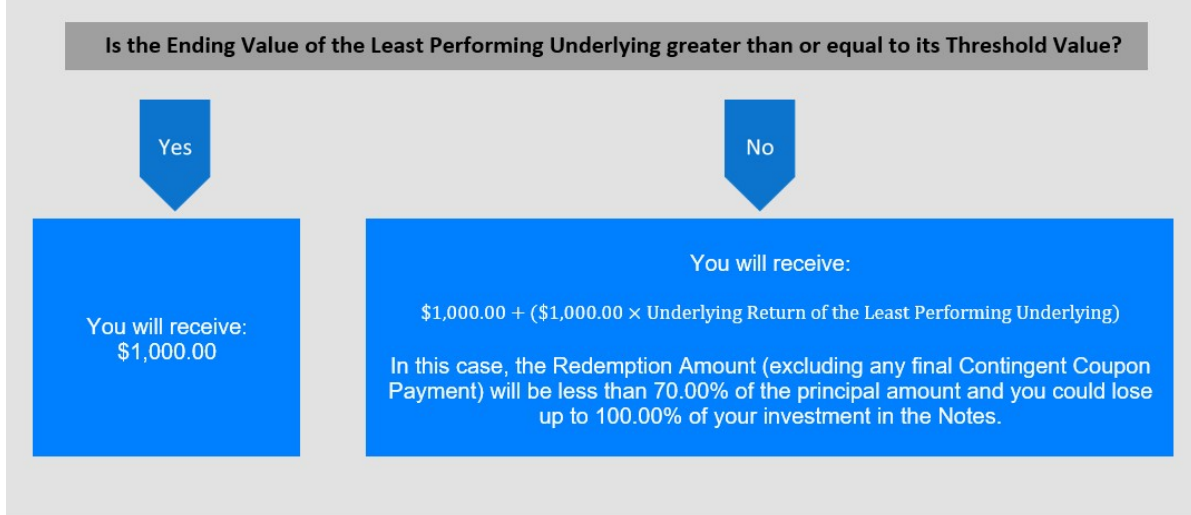 Is the Ending Value of the Least Performing Underlying greater than or equal to its Threshold Value?
Yes
No
You will receive:
$1,000.00
You will receive:
$1,000.00 + ($1,000.00 × Underlying Return of the Least Performing Underlying)
In this case, the Redemption Amount (excluding any final Contingent Coupon
Payment) will be less than 70.00% of the principal amount and you could lose
up to 100.00% of your investment in the Notes.